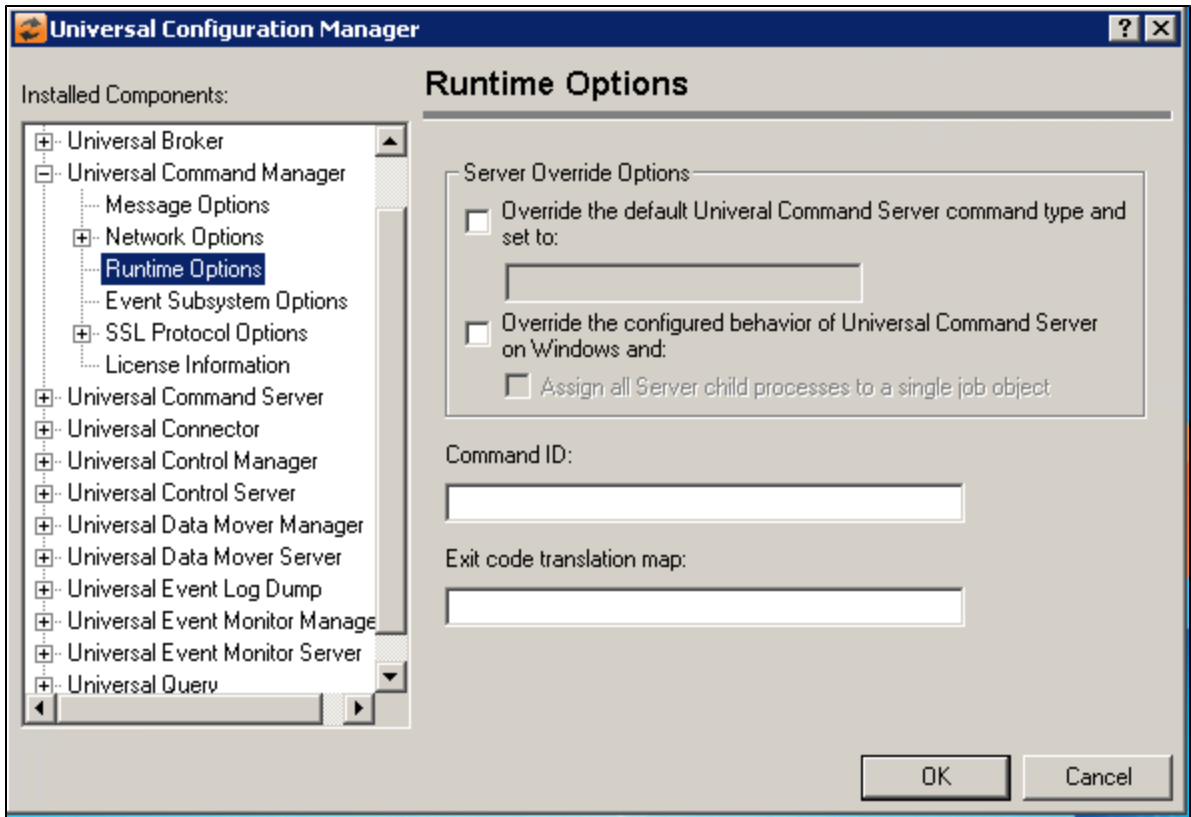 Universal Configuration Manager
Installed Components:
Universal Broker
Universal Command Manager
Message Options
Network Options
Runtime Options
Event Subsystem Options
SSL Protocol Options
License Information
Universal Command Server
Universal Connector
Universal Control Manager
Universal Control Server
Universal Data Mover Manager
Universal Data Mover Server
Universal Event Log Dump
Universal Event Monitor Manage
Universal Event Monitor Server
Universal Query
Runtime Options
Server Override Options
Override the default Univeral Command Server command type and
set to:
Override the configured behavior of Universal Command Server
on Windows and:
Assign all Server child processes to a single job object
Command ID:
Exit code translation map:
OK
Cancel